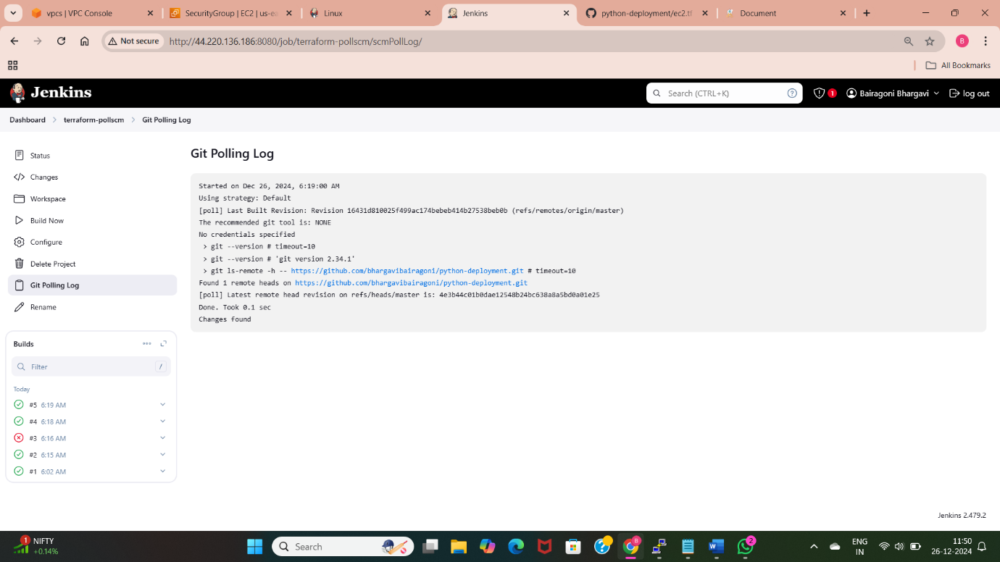 vpcs | VPC Console
SecurityGroup | EC2 | us-ea
Linux
Jenkins
python-deployment/ec2.tf
Document
Not secure
http://44.220.136.186:8080/job/terraform-pollscm/scmPollLog/
B
All Bookmarks
Jenkins
Search (CTRL+K)
?
1
Bairagoni Bhargavi
log out
Dashboard
terraform-pollscm
Git Polling Log
Status
Changes
Workspace
Build Now
Configure
Delete Project
Git Polling Log
Rename
Builds
Filter
/
Today
#5 6:19 AM
#4 6:18 AM
#3 6:16 AM
#2 6:15 AM
#1 6:02 AM
Git Polling Log
Started on Dec 26, 2024, 6:19:00 AM
Using strategy: Default
[poll] Last Built Revision: Revision 16431d810025f499ac174bebeb414b27538beb0b (refs/remotes/origin/master)
The recommended git tool is: NONE
No credentials specified
> git --version # timeout=10
> git --version # 'git version 2.34.1'
> git ls-remote -h -- https://github.com/bhargavibairagoni/python-deployment.git # timeout=10
Found 1 remote heads on https://github.com/bhargavibairagoni/python-deployment.git
[poll] Latest remote head revision on refs/heads/master is: 4e3b44c01b0dae12548b24bc638a8a5bd0a01e25
Done. Took 0.1 sec
Changes found
Jenkins 2.479.2
1
NIFTY
+0.14%
Search
B
2
ENG
IN
11:50
26-12-2024